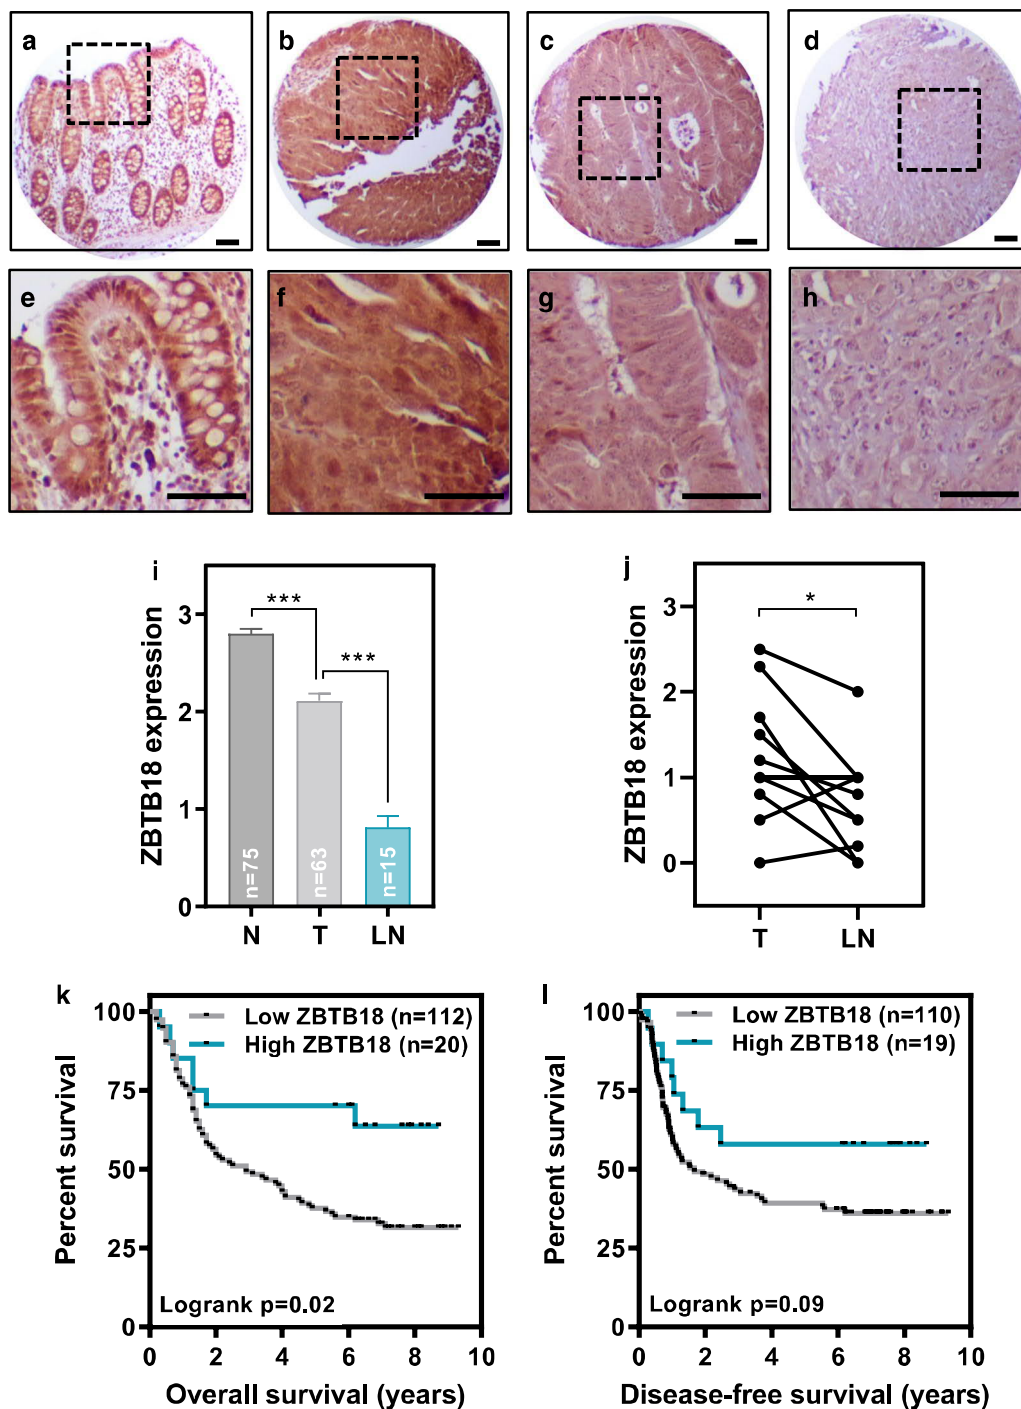 a
b
c
d
e
f
g
h
i
ZBTB18 expression
3
2
1
0
***
***
n=75
n=63
n=15
N
T
LN
j
ZBTB18 expression
3
2
1
0
*
T
LN
k
Percent survival
100
75
50
25
0
Low ZBTB18 (n=112)
High ZBTB18 (n=20)
Logrank p=0.02
0 2 4 6 8 10
Overall survival (years)
l
Percent survival
100
75
50
25
0
Low ZBTB18 (n=110)
High ZBTB18 (n=19)
Logrank p=0.09
0 2 4 6 8 10
Disease-free survival (years)